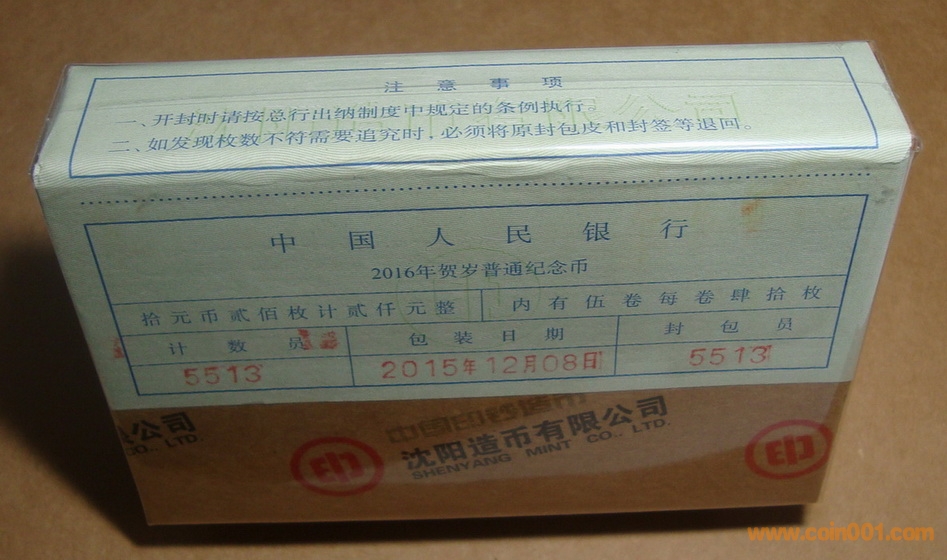 注意事项
一、开封时请按总行出纳制度中规定的条例执行。
二、如发现枚数不符需要追究时，必须将原封包皮和封签等退回。
中国人民银行
2016年贺岁普通纪念币
拾元币贰佰枚计贰仟元整 内有伍卷每卷肆拾枚
计数员 包装日期 封包员
5513 2015年12月08日 5513
公司
CO., LTD.
沈阳造币有限公司
SHENYANG MINT CO., LTD.
www.coin001.com